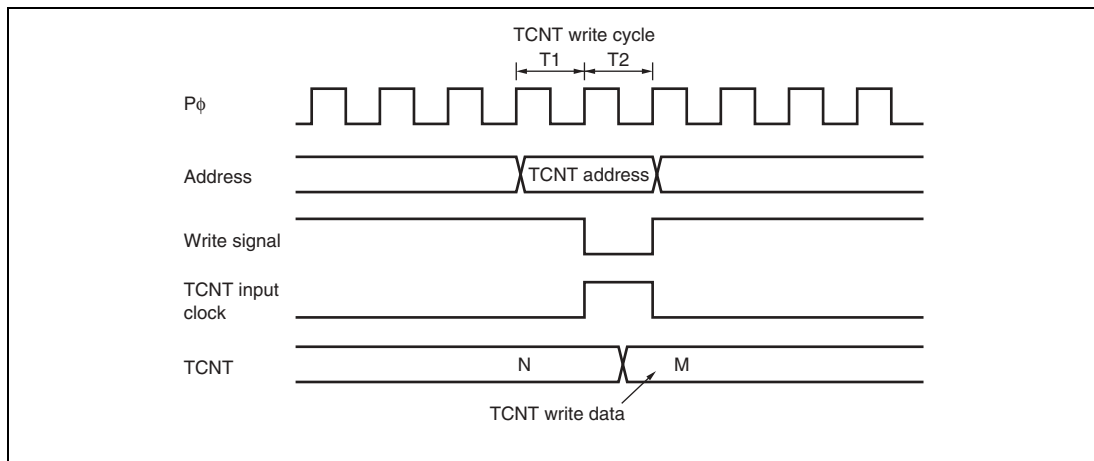 TCNT write cycle
T1 T2
Pϕ
Address
TCNT address
Write signal
TCNT input
clock
TCNT
N
M
TCNT write data